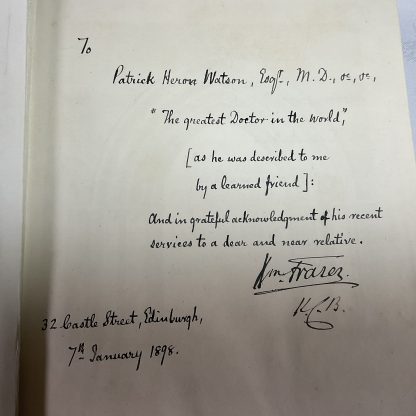 To
Patrick Heron Watson, Esqr., M.D., &c, &c,
"The greatest Doctor in the world",
[as he was described to me
by a learned friend]:
And in grateful acknowledgment of his recent
services to a dear and near relative.
Wm. Fraser.
K.C.B.
32 Castle Street, Edinburgh,
7th January 1898.